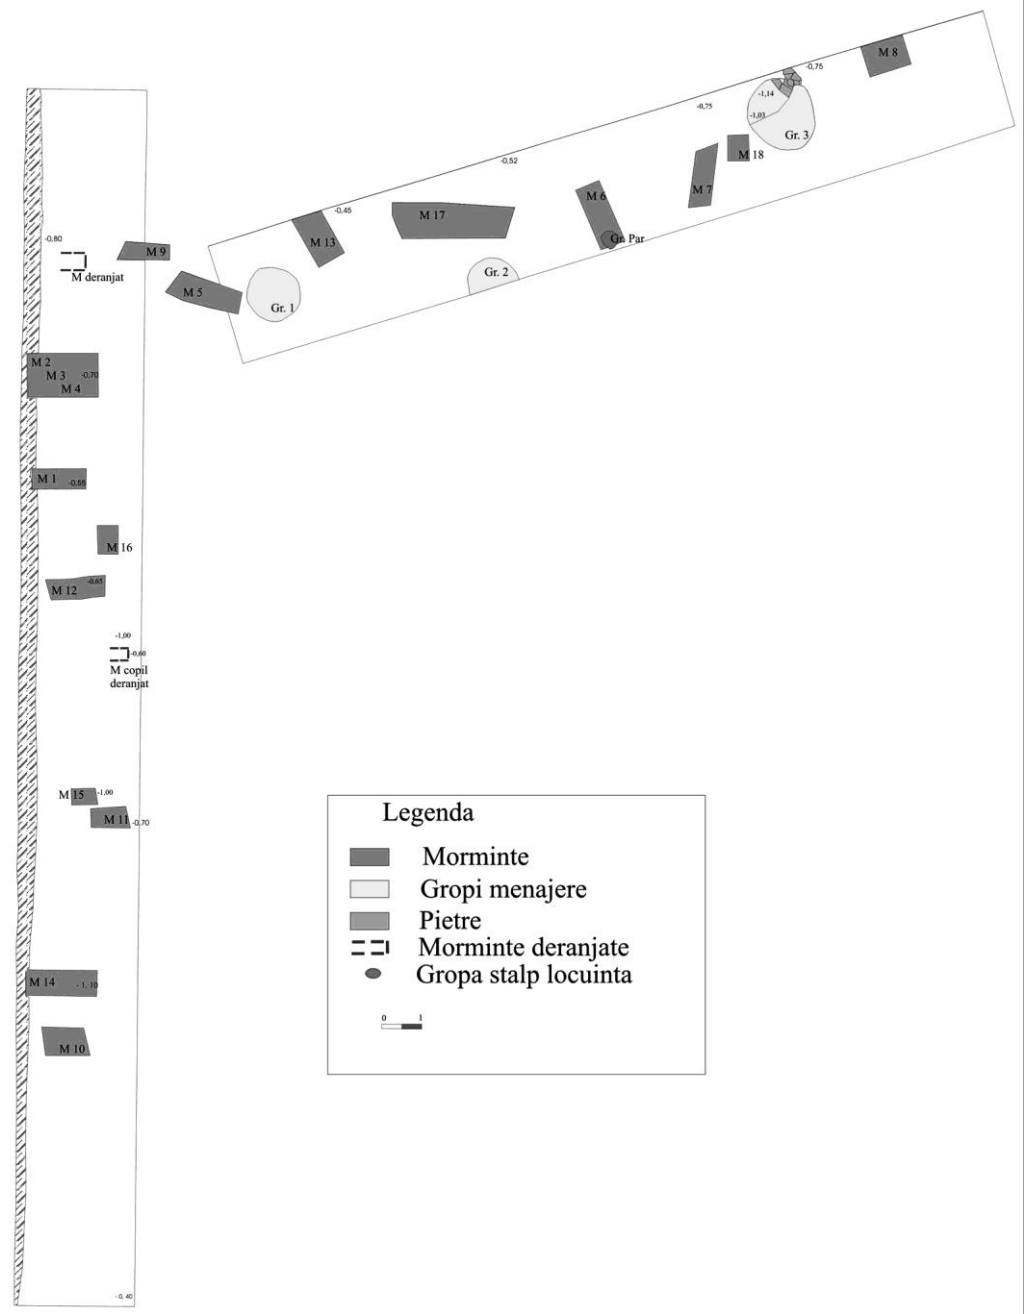 M 8
-0,75
-1,14
-0,75
-1,03
Gr. 3
M 18
-0,52
M 7
M 6
-0,45
M 17
Gr. Par
M 13
-0,80
M 9
Gr. 2
M deranjat
M 5
Gr. 1
M 2
M 3 -0,70
M 4
M 1 -0,55
M 16
M 12 -0,65
-1,00
-0,60
M copil
deranjat
M 15 -1,00
M 11 -0,70
M 14 - 1, 10
M 10
- 0, 40
Legenda
Morminte
Gropi menajere
Pietre
Morminte deranjate
Gropa stalp locuinta
0 1